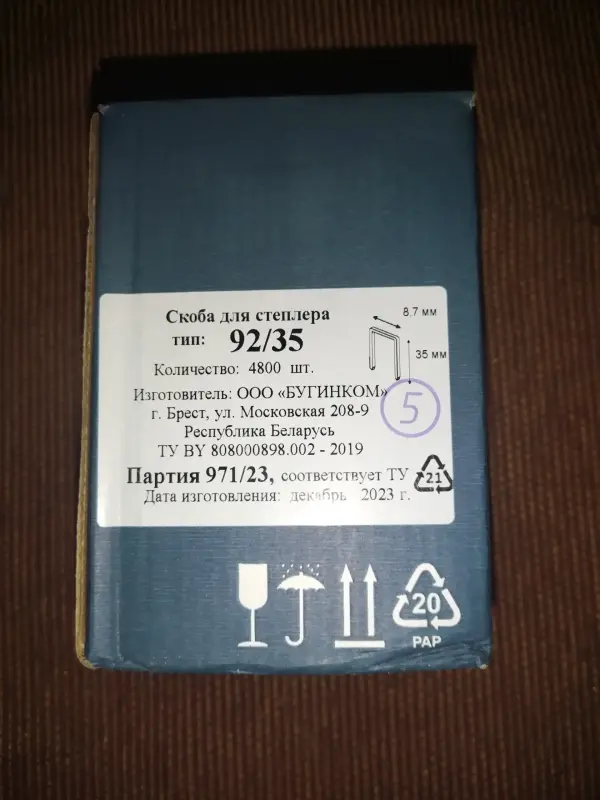 Скоба для степлера
тип: 92/35
Количество: 4800 шт.
8,7 мм
35 мм
Изготовитель: ООО «БУГИНКОМ»
г. Брест, ул. Московская 208-9
Республика Беларусь
ТУ BY 808000898.002 - 2019
5
Партия 971/23, соответствует ТУ
21
Дата изготовления: декабрь 2023 г.
20
PAP